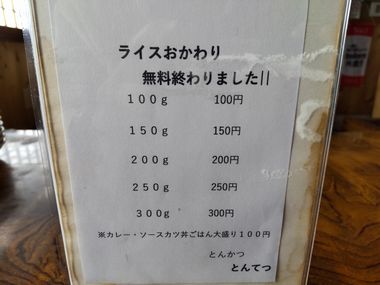 ライスおかわり
無料終わりました||
１００ｇ　100円
１５０ｇ　150円
２００ｇ　200円
２５０ｇ　250円
３００ｇ　300円
※カレー・ソースカツ丼ごはん大盛り１００円
とんかつ
とんてつ